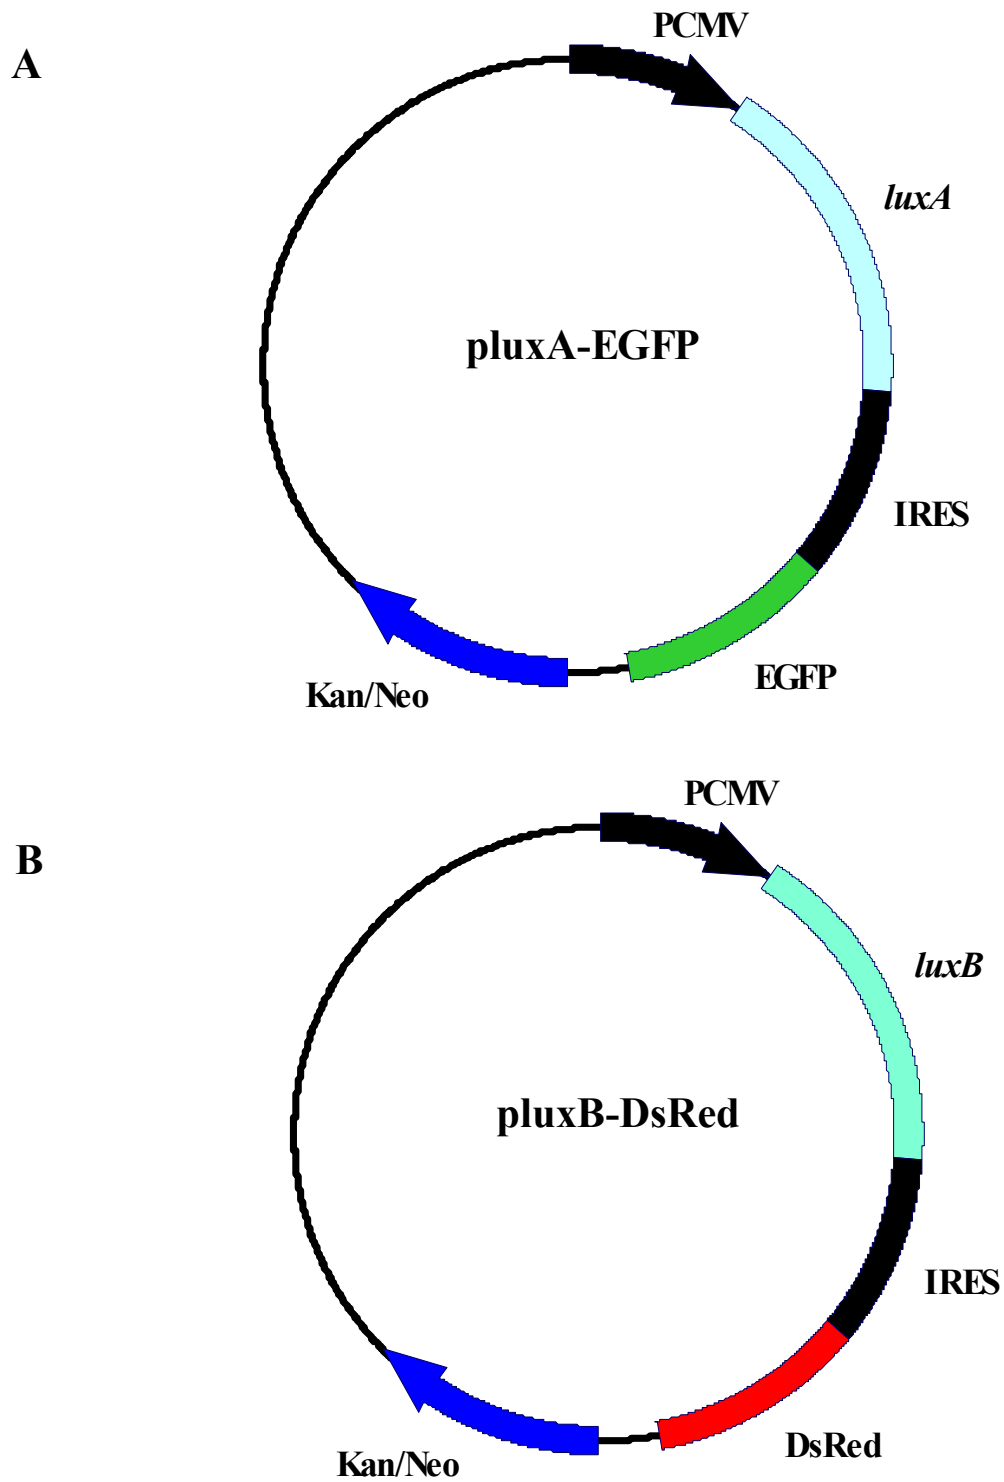 A
PCMV
luxA
pluxA-EGFP
IRES
EGFP
Kan/Neo
B
PCMV
luxB
pluxB-DsRed
IRES
DsRed
Kan/Neo